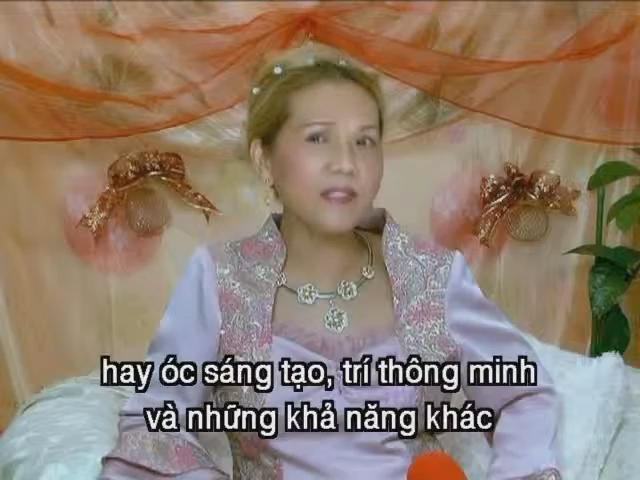 hay óc sáng tạo, trí thông minh
và những khả năng khác